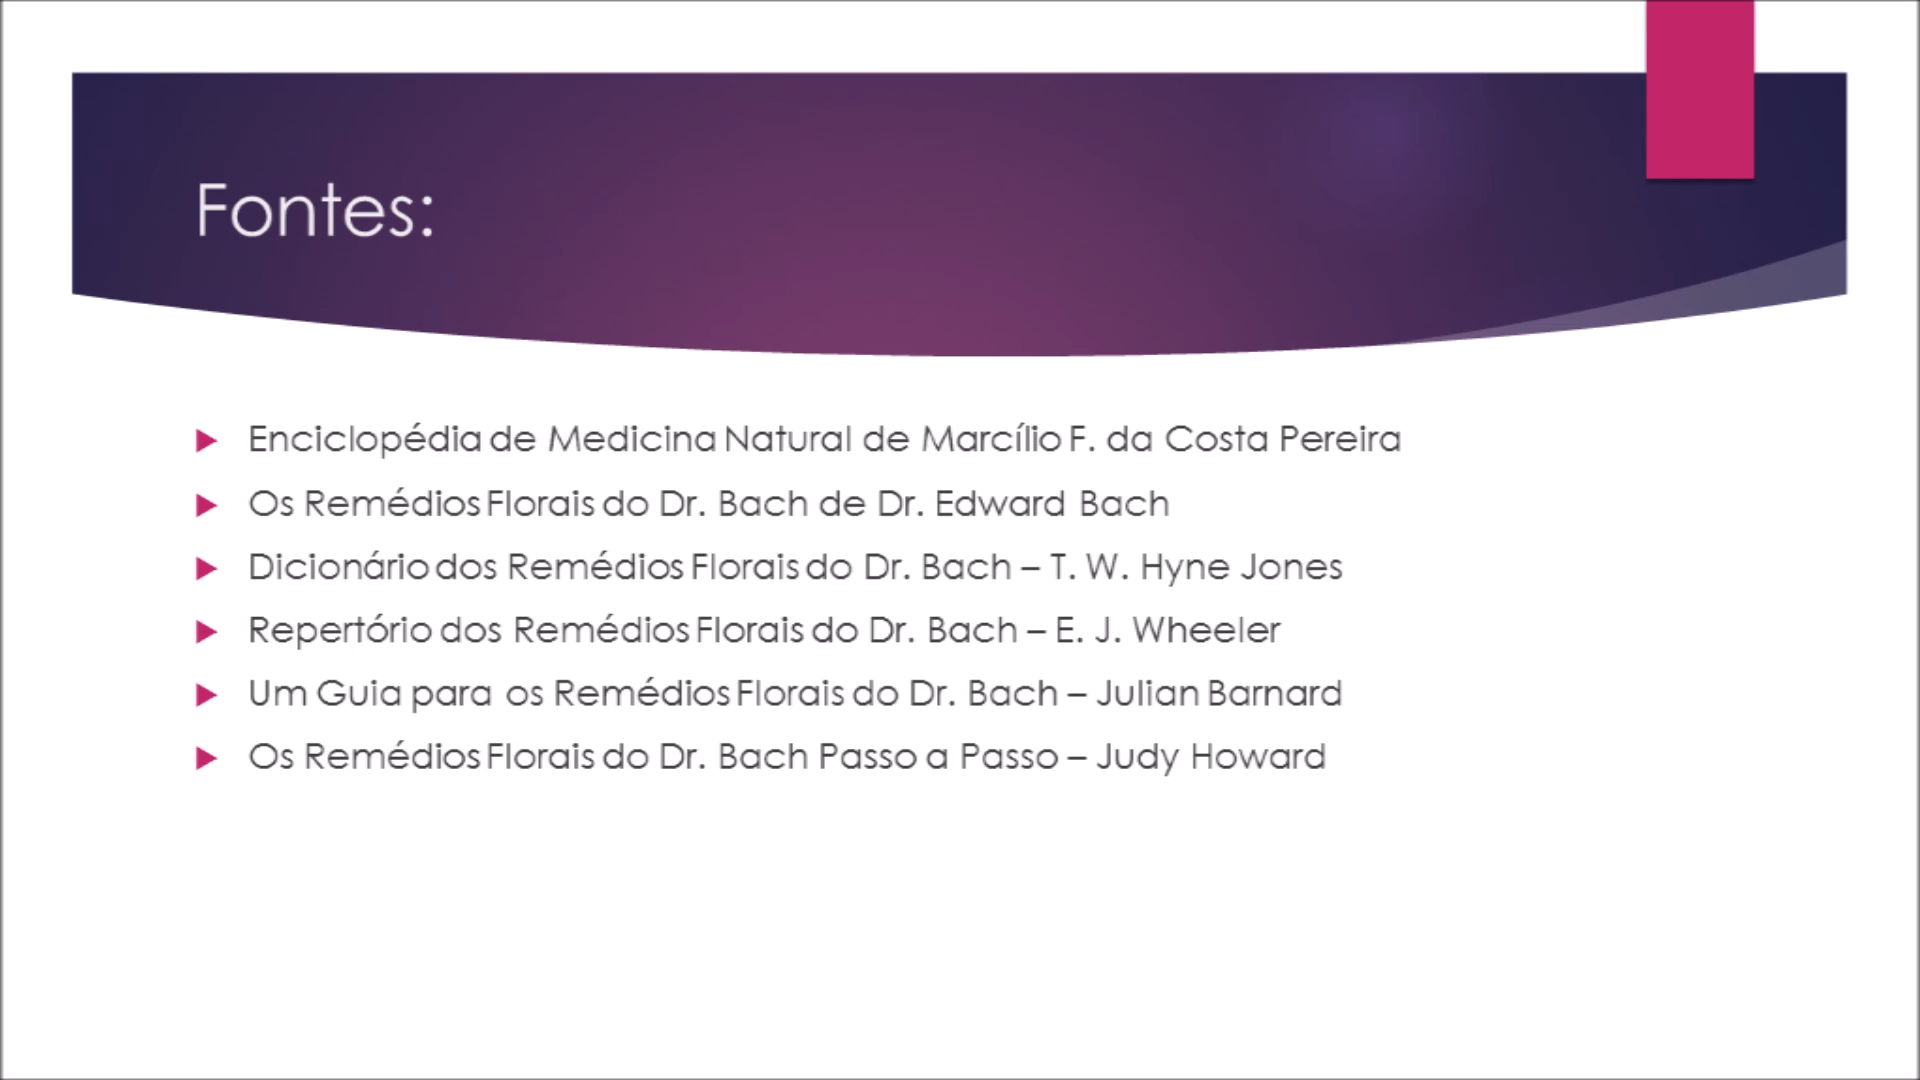 Fontes:
Enciclopédia de Medicina Natural de Marcílio F. da Costa Pereira
Os Remédios Florais do Dr. Bach de Dr. Edward Bach
Dicionário dos Remédios Florais do Dr. Bach – T. W. Hyne Jones
Repertório dos Remédios Florais do Dr. Bach – E. J. Wheeler
Um Guia para os Remédios Florais do Dr. Bach – Julian Barnard
Os Remédios Florais do Dr. Bach Passo a Passo – Judy Howard